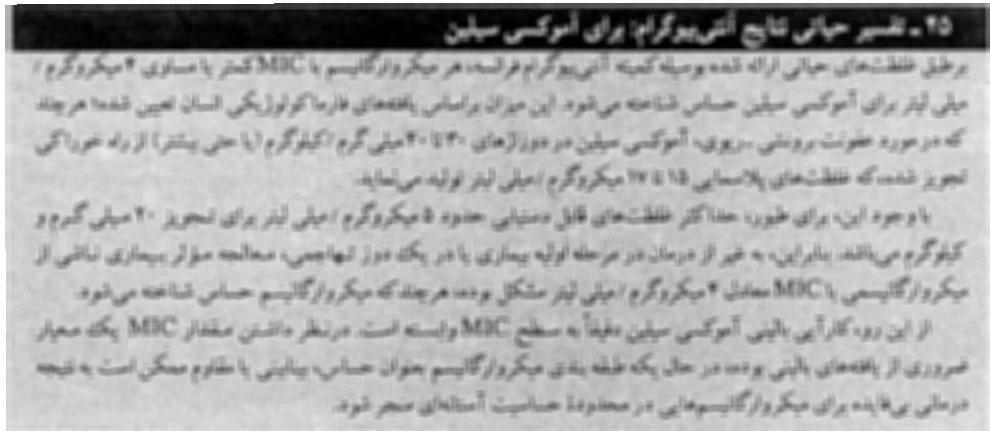 ۲۵ ـ تفسیر حیاتی نتایج آنتی‌بیوگرام: برای آموکسی سیلین
برطبق غلظت‌های حیاتی ارائه شده بوسیله کمیته آنتی‌بیوگرام فرانسه، هر میکروارگانیسم با MIC کمتر یا مساوی ۴ میکروگرم /
میلی لیتر برای آموکسی سیلین حساس شناخته می‌شود. این میزان براساس یافته‌های فارماکولوژیکی انسان تعیین شده؛ هرچند
که در مورد عفونت برونشی ـ ریوی، آموکسی سیلین در دوزاژهای ۳۰ تا ۴۰ میلی گرم / کیلوگرم (یا حتی بیشتر) از راه خوراکی
تجویز شده، که غلظت‌های پلاسمایی ۱۵ تا ۱۷ میکروگرم / میلی لیتر تولید می‌نماید.
با وجود این، برای طیور، حداکثر غلظت‌های قابل دستیابی حدود ۵ میکروگرم / میلی لیتر برای تجویز ۲۰ میلی گرم و
کیلوگرم می‌باشد. بنابراین، به غیر از درمان در مرحله اولیه بیماری یا در یک دوز تهاجمی، معالجه مؤثر بیماری ناشی از
میکروارگانیسمی با MIC معادل ۴ میکروگرم / میلی لیتر مشکل بوده، هرچند که میکروارگانیسم حساس شناخته می‌شود.
از این رو، کارآیی بالینی آموکسی سیلین دقیقاً به سطح MIC وابسته است. درنظر داشتن مقدار MIC یک معیار
ضروری از یافته‌های بالینی بوده، در حال یکه طبقه بندی میکروارگانیسم بعنوان حساس، بینابینی یا مقاوم ممکن است به نتیجه
درمانی بی‌فایده برای میکروارگانیسم‌هایی در محدودۀ حساسیت آستانه‌ای منجر شود.